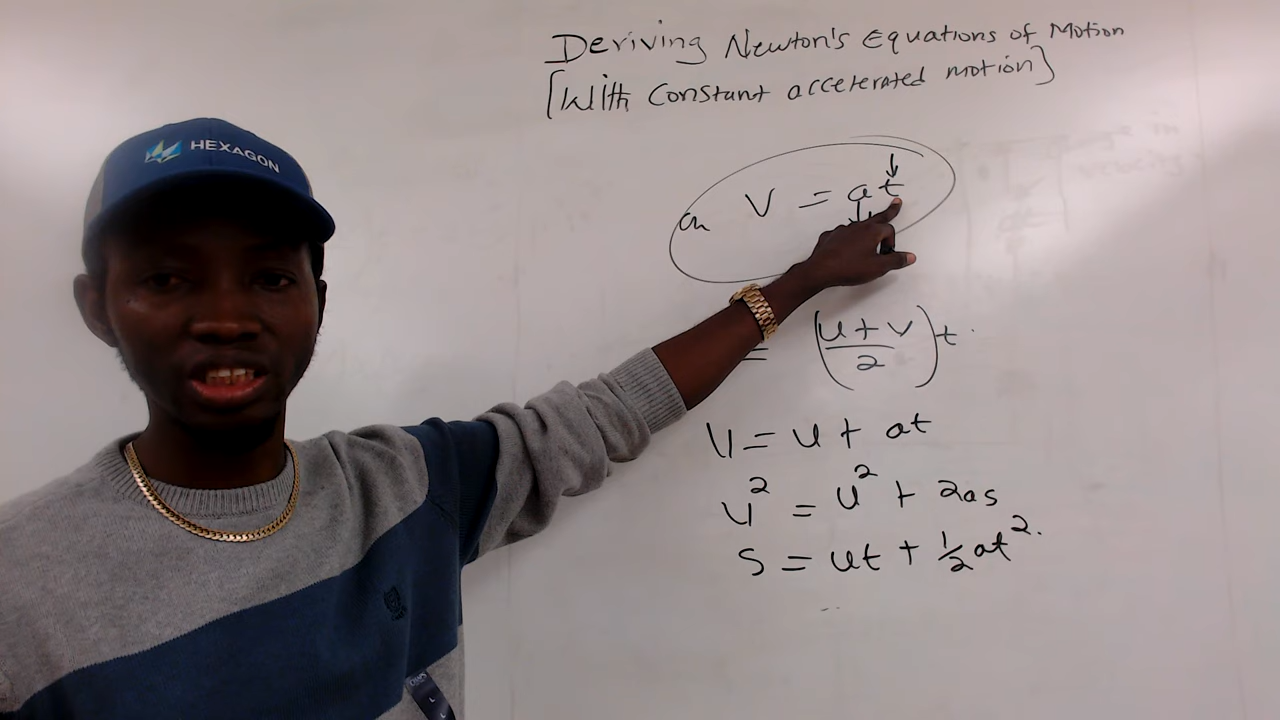 Deriving Newton's Equations of Motion
[With constant accelerated motion]
HEXAGON
V = at
= (u + v / 2) t
V = u + at
V² = u² + 2as
S = ut + ½at².
L